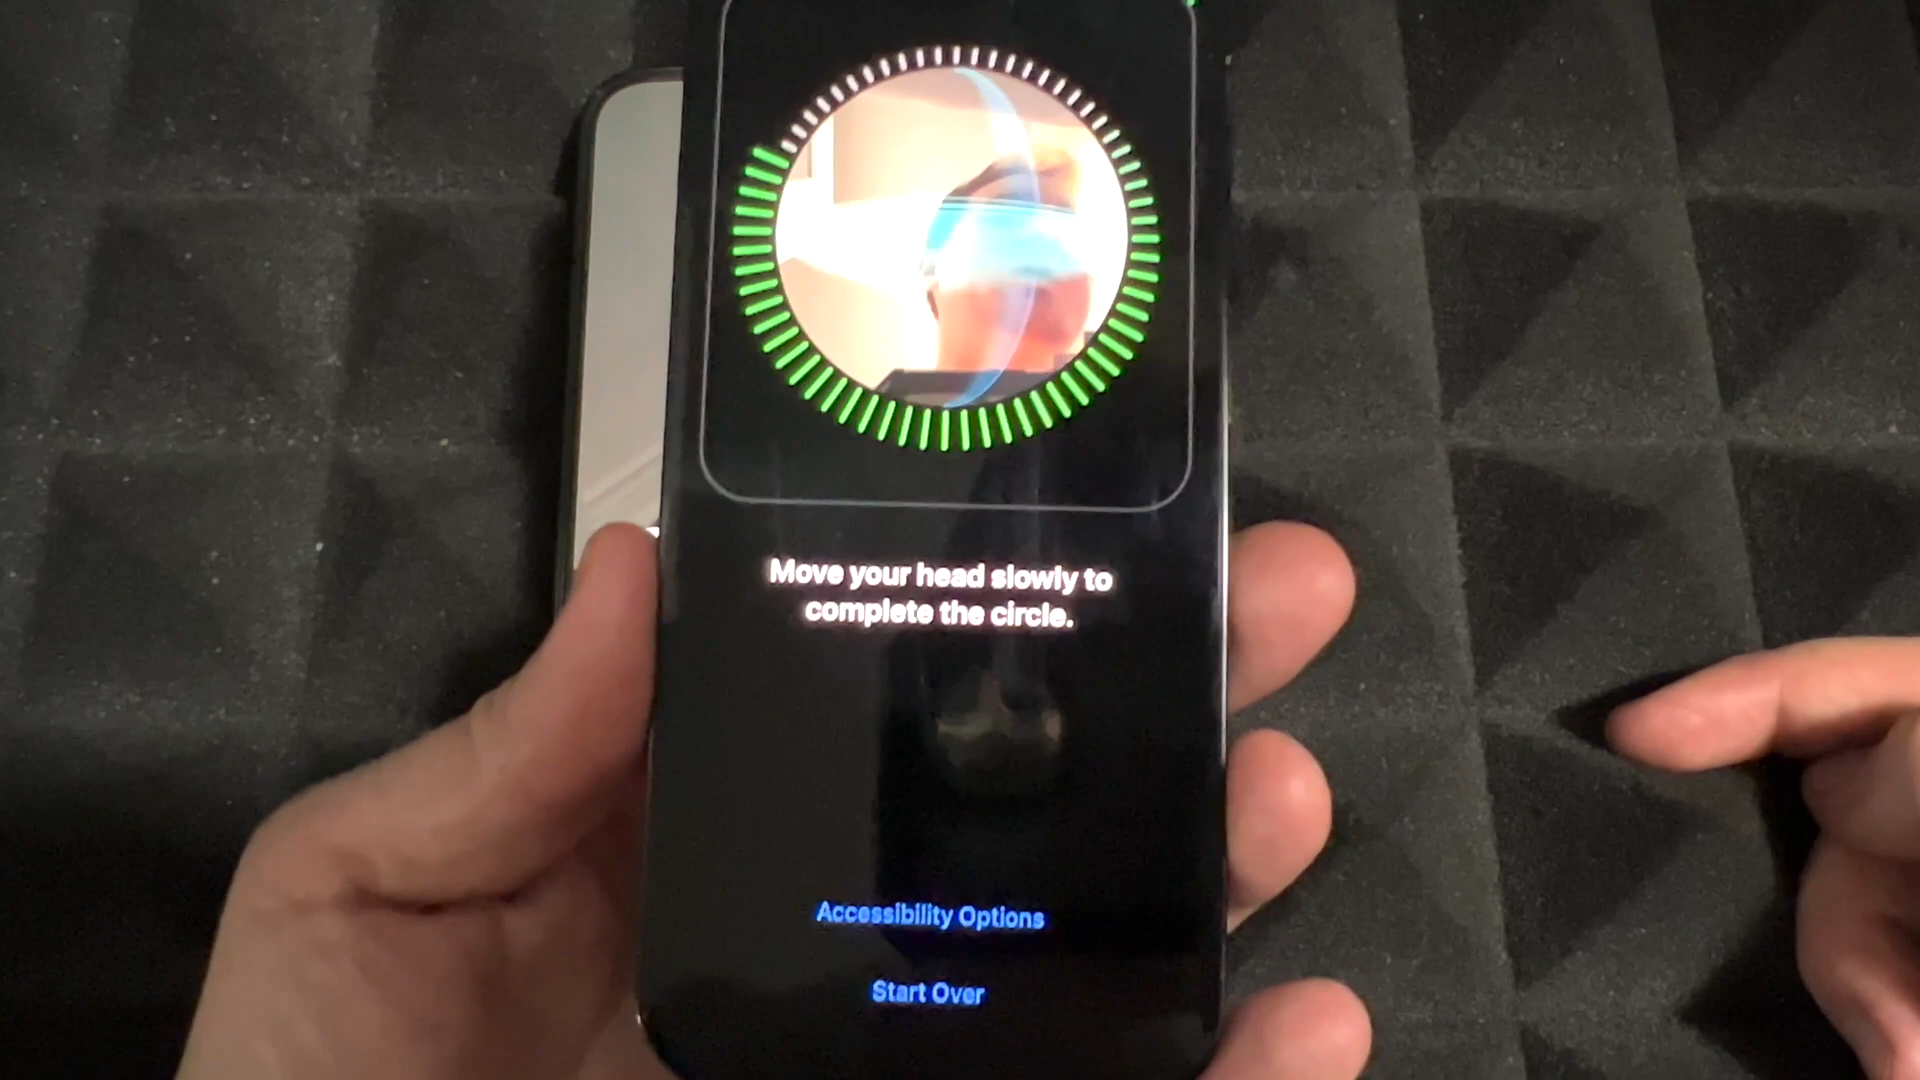 Move your head slowly to
complete the circle.
Accessibility Options
Start Over